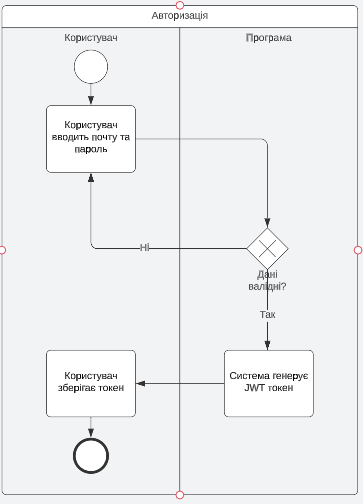 Авторизація
Користувач
Програма
Користувач
вводить почту та
пароль
Ні
Дані
валідні?
Так
Користувач
зберігає токен
Система генерує
JWT токен